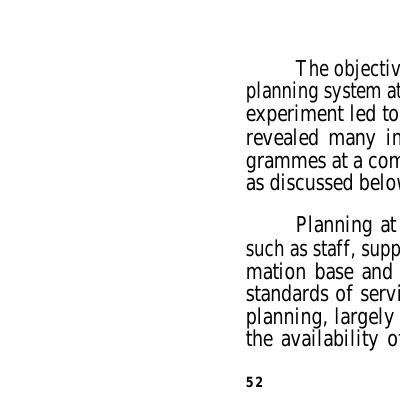 The objectiv
planning system at
experiment led to
revealed many in
grammes at a com
as discussed belo
Planning at
such as staff, supp
mation base and
standards of servi
planning, largely
the availability o
52